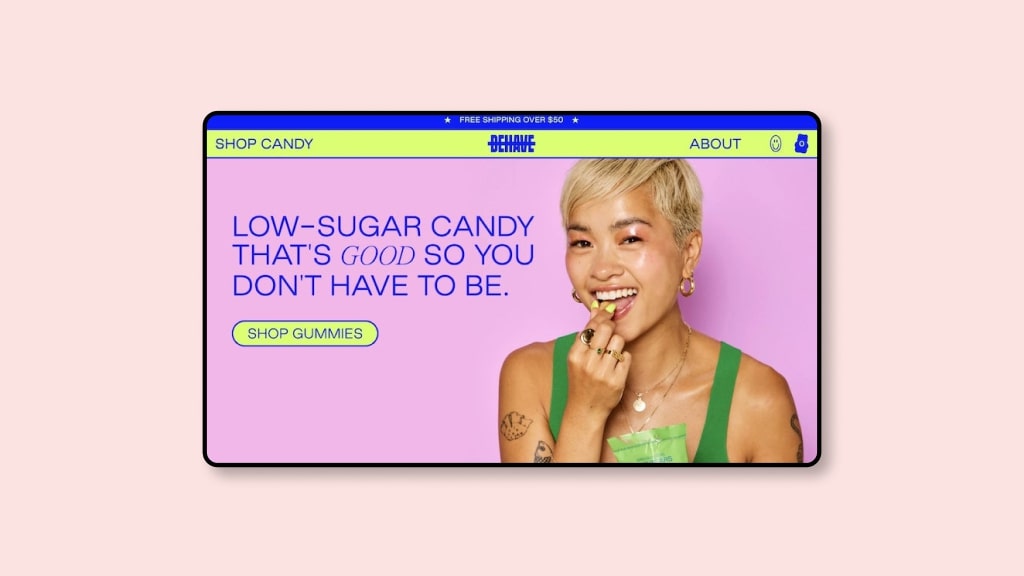 ★ FREE SHIPPING OVER $50 ★
SHOP CANDY
BEHAVE
ABOUT
0
LOW-SUGAR CANDY
THAT'S GOOD SO YOU
DON'T HAVE TO BE.
SHOP GUMMIES